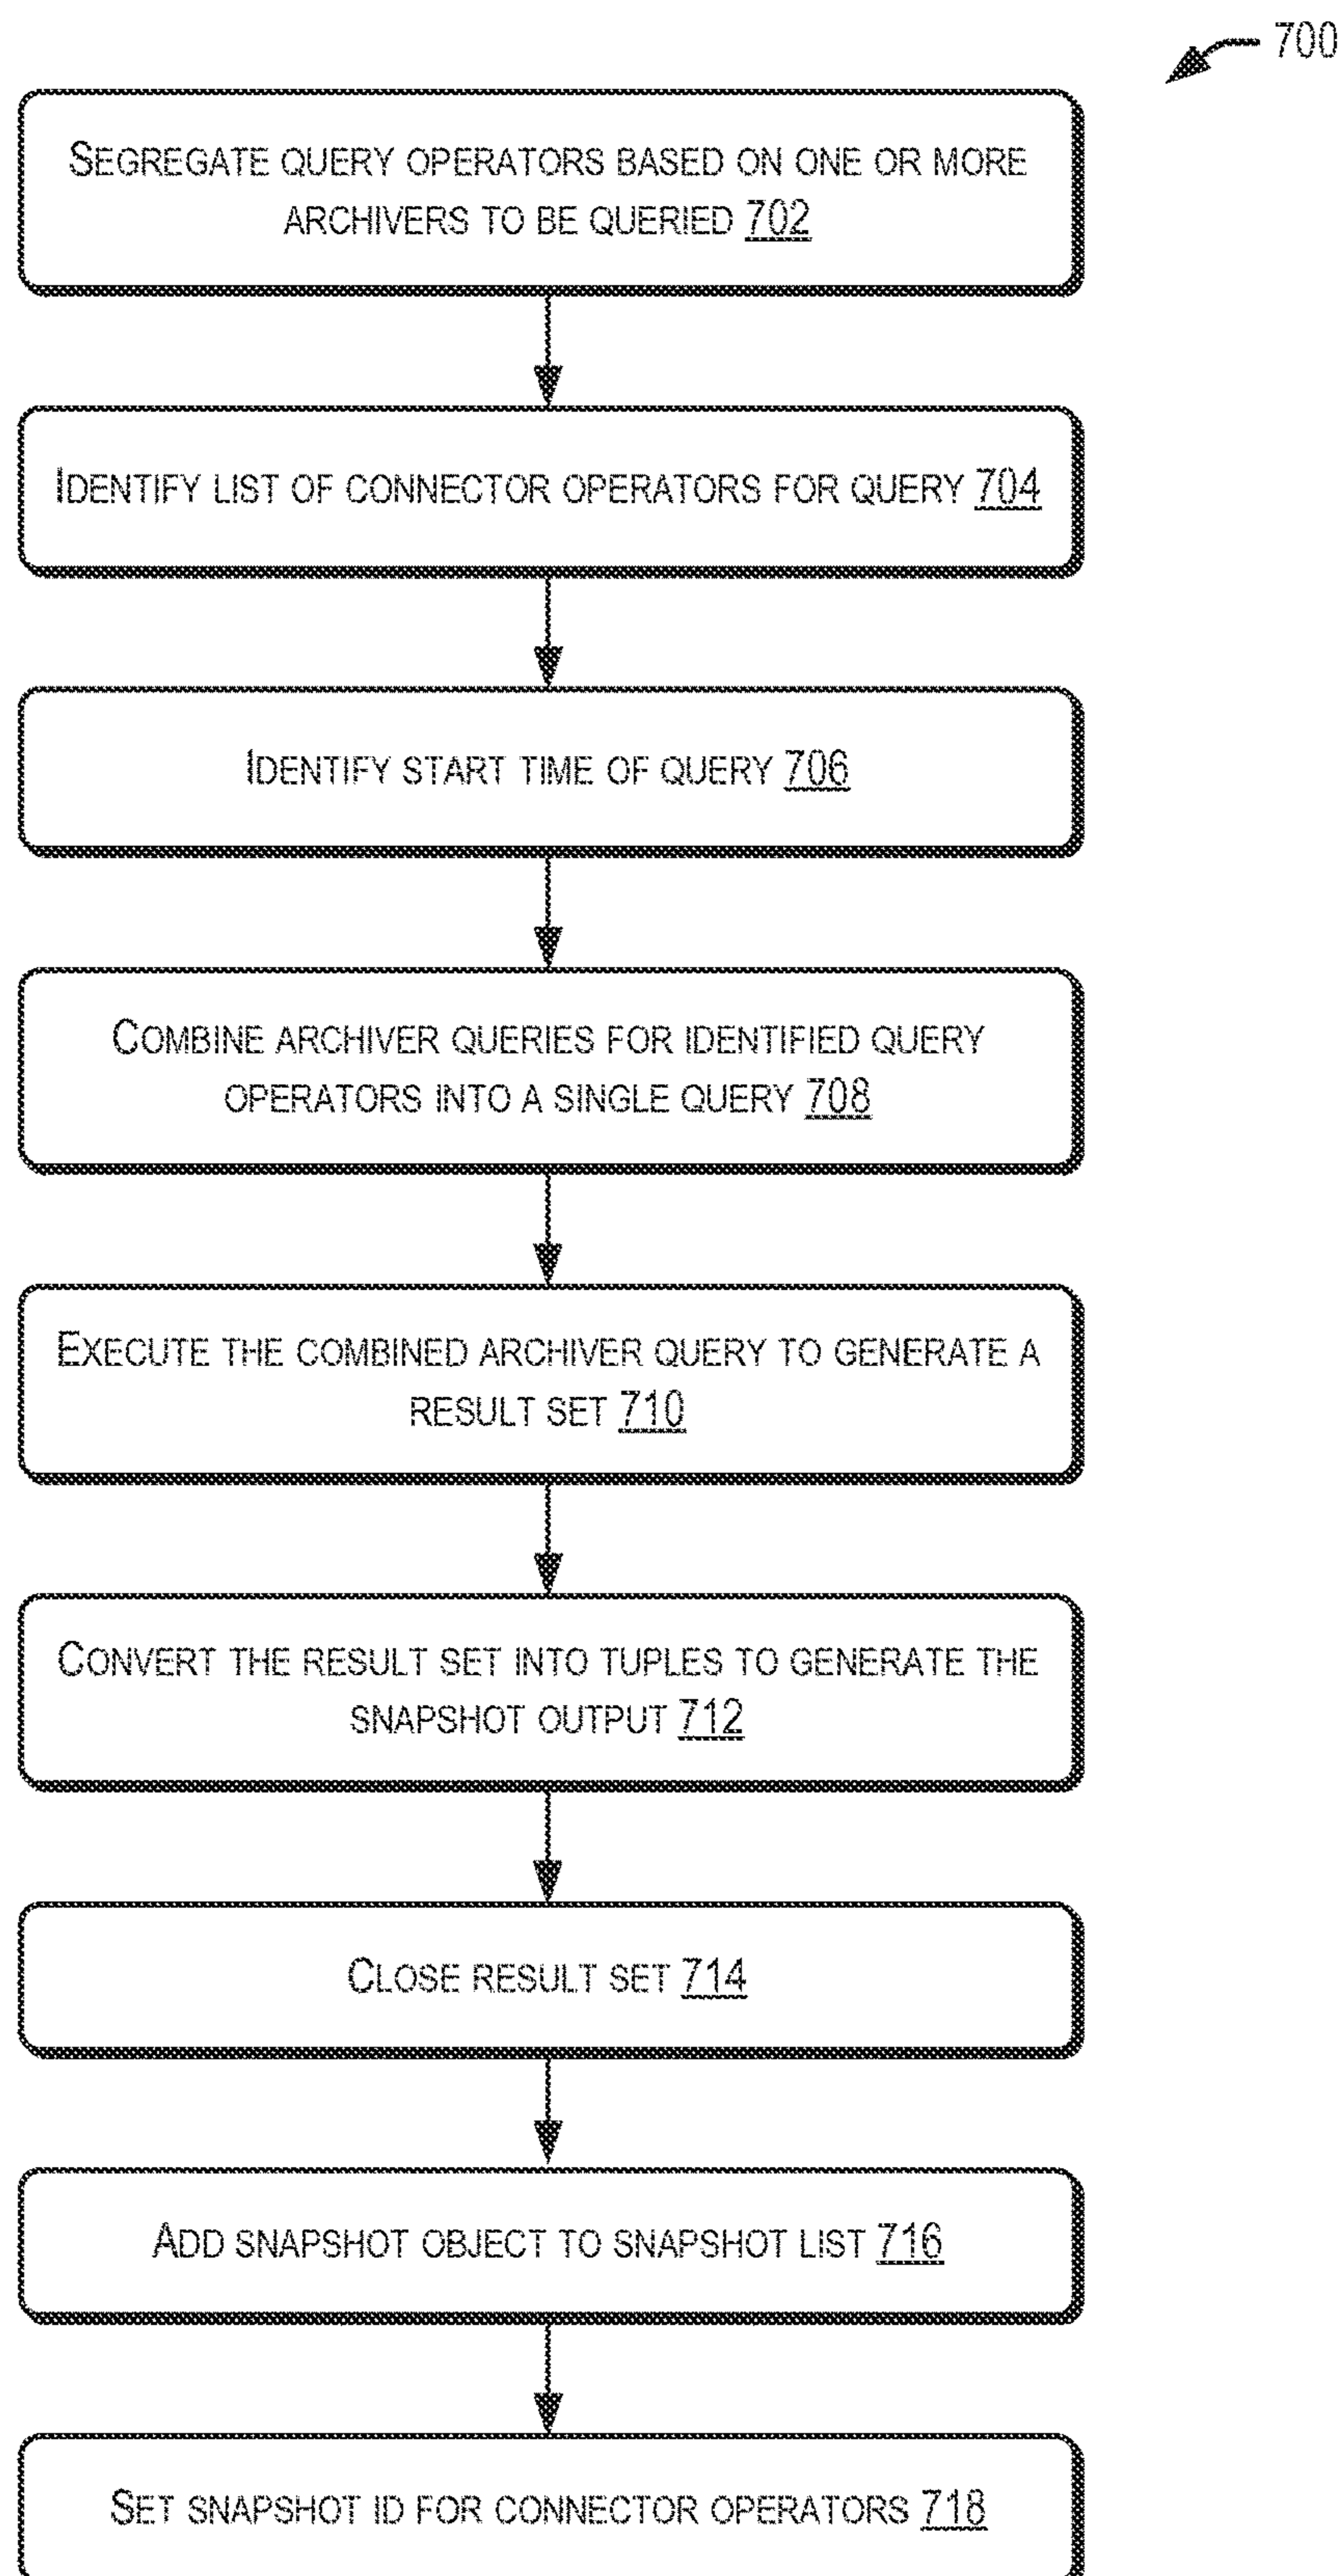 700
SEGREGATE QUERY OPERATORS BASED ON ONE OR MORE
ARCHIVERS TO BE QUERIED 702
IDENTIFY LIST OF CONNECTOR OPERATORS FOR QUERY 704
IDENTIFY START TIME OF QUERY 706
COMBINE ARCHIVER QUERIES FOR IDENTIFIED QUERY
OPERATORS INTO A SINGLE QUERY 708
EXECUTE THE COMBINED ARCHIVER QUERY TO GENERATE A
RESULT SET 710
CONVERT THE RESULT SET INTO TUPLES TO GENERATE THE
SNAPSHOT OUTPUT 712
CLOSE RESULT SET 714
ADD SNAPSHOT OBJECT TO SNAPSHOT LIST 716
SET SNAPSHOT ID FOR CONNECTOR OPERATORS 718